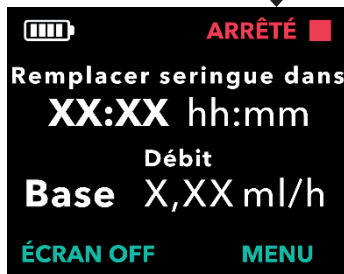 ARRÊTÉ
Remplacer seringue dans
XX:XX hh:mm
Débit
Base X,XX ml/h
ÉCRAN OFF MENU